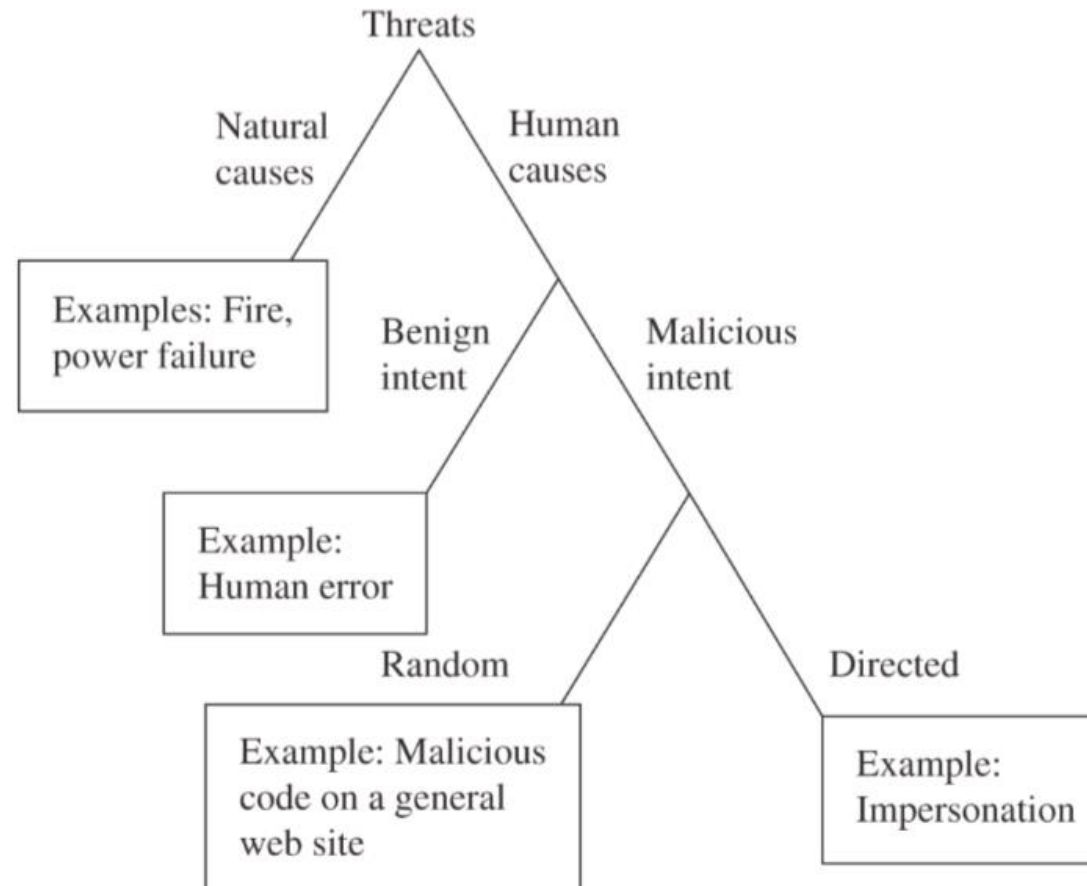 Threats
Natural
causes
Human
causes
Examples: Fire,
power failure
Benign
intent
Malicious
intent
Example:
Human error
Random
Directed
Example: Malicious
code on a general
web site
Example:
Impersonation